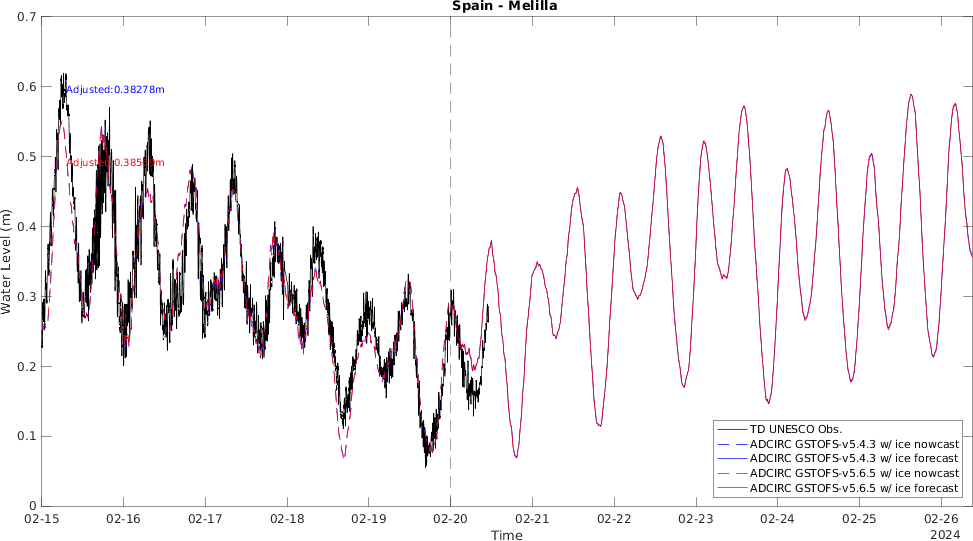 Spain - Melilla
0.7
0.6
0.5
0.4
0.3
0.2
0.1
0
Water Level (m)
Adjusted:0.38278m
TD UNESCO Obs.
ADCIRC GSTOFS-v5.4.3 w/ ice nowcast
ADCIRC GSTOFS-v5.4.3 w/ ice forecast
ADCIRC GSTOFS-v5.6.5 w/ ice nowcast
ADCIRC GSTOFS-v5.6.5 w/ ice forecast
02-15 02-16 02-17 02-18 02-19 02-20 02-21 02-22 02-23 02-24 02-25 02-26
2024
Time